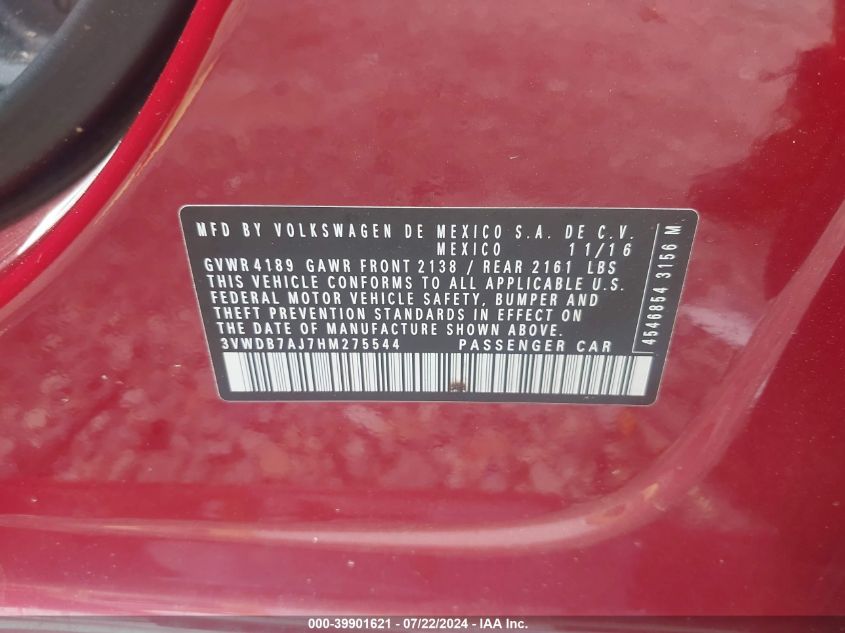 MFD BY VOLKSWAGEN DE MEXICO S.A. DE C.V.
MEXICO 11/16
GVWR 4189 GAWR FRONT 2138 / REAR 2161 LBS
THIS VEHICLE CONFORMS TO ALL APPLICABLE U.S.
FEDERAL MOTOR VEHICLE SAFETY, BUMPER AND
THEFT PREVENTION STANDARDS IN EFFECT ON
THE DATE OF MANUFACTURE SHOWN ABOVE.
3VWDB7AJ7HM275544 PASSENGER CAR
4546854 3156 M
000-39901621 - 07/22/2024 - IAA Inc.